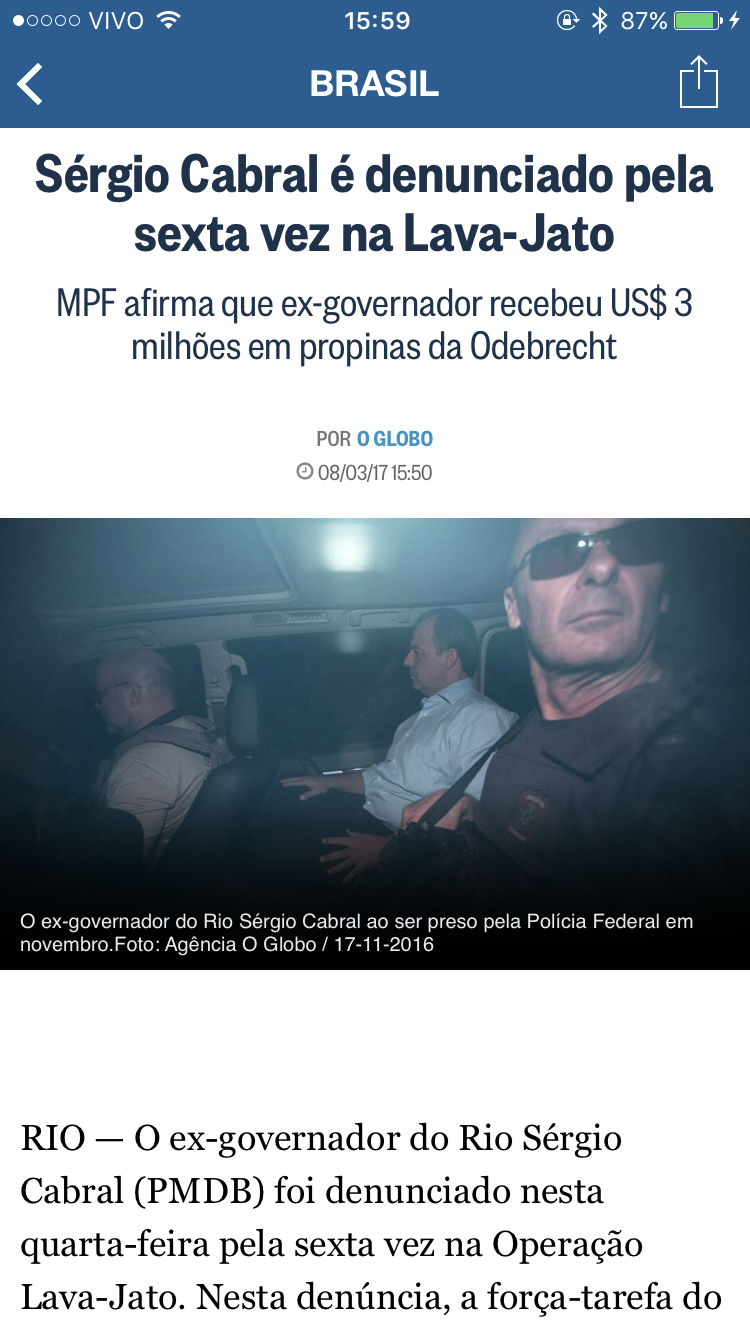 VIVO 15:59 87%
BRASIL
Sérgio Cabral é denunciado pela
sexta vez na Lava-Jato
MPF afirma que ex-governador recebeu US$ 3
milhões em propinas da Odebrecht
POR O GLOBO
08/03/17 15:50
O ex-governador do Rio Sérgio Cabral ao ser preso pela Polícia Federal em
novembro.Foto: Agência O Globo / 17-11-2016
RIO — O ex-governador do Rio Sérgio
Cabral (PMDB) foi denunciado nesta
quarta-feira pela sexta vez na Operação
Lava-Jato. Nesta denúncia, a força-tarefa do